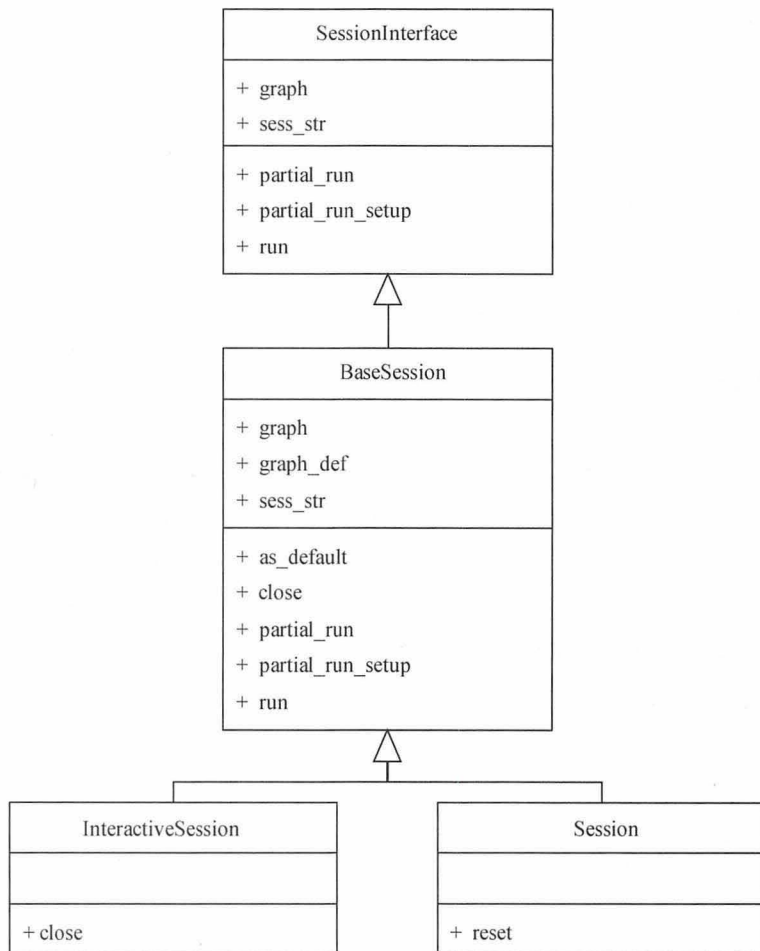 SessionInterface
+ graph
+ sess_str
+ partial_run
+ partial_run_setup
+ run
BaseSession
+ graph
+ graph_def
+ sess_str
+ as_default
+ close
+ partial_run
+ partial_run_setup
+ run
InteractiveSession
+ close
Session
+ reset